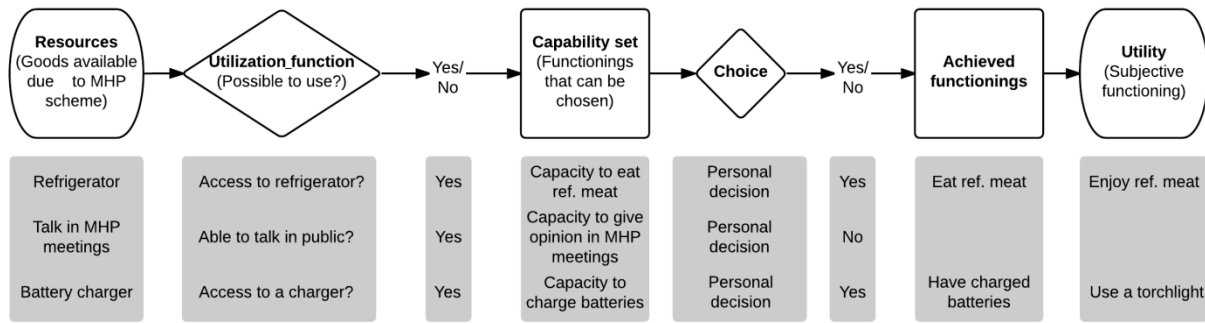 Resources
(Goods available
due to MHP
scheme)
Utilization function
(Possible to use?)
Yes/
No
Capability set
(Functionings
that can be
chosen)
Choice
Yes/
No
Achieved
functionings
Utility
(Subjective
functioning)
Refrigerator
Access to refrigerator?
Yes
Capacity to eat
ref. meat
Personal
decision
Yes
Eat ref. meat
Enjoy ref. meat
Talk in MHP
meetings
Able to talk in public?
Yes
Capacity to give
opinion in MHP
meetings
Personal
decision
No
Battery charger
Access to a charger?
Yes
Capacity to
charge batteries
Personal
decision
Yes
Have charged
batteries
Use a torchlight